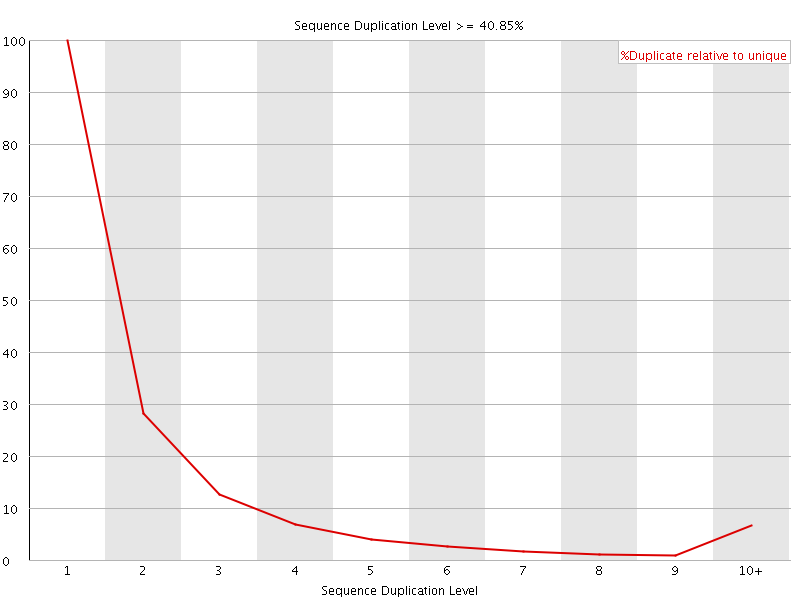 Sequence Duplication Level >= 40.85%
%Duplicate relative to unique
100
90
80
70
60
50
40
30
20
10
0
1 2 3 4 5 6 7 8 9 10+
Sequence Duplication Level